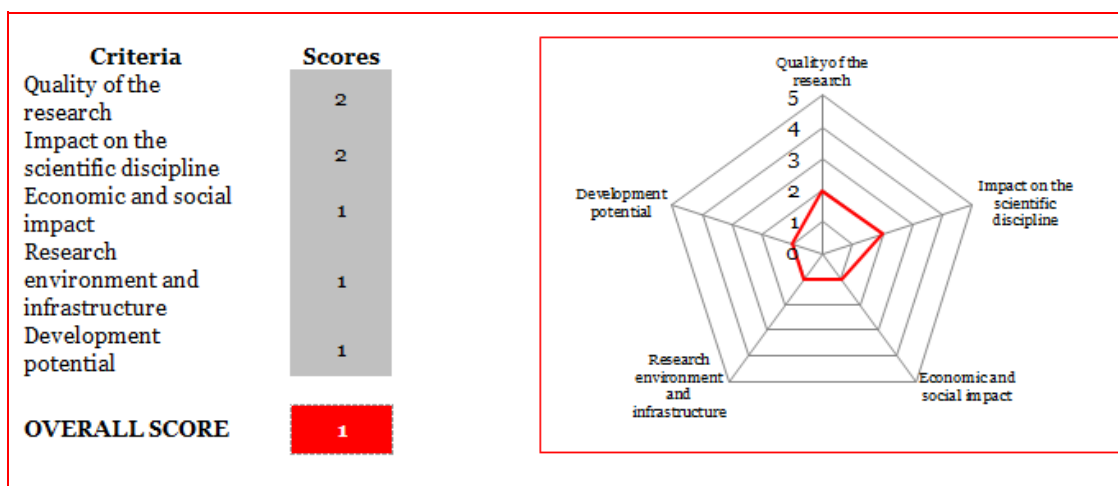 Criteria Scores
Quality of the
research
2
Impact on the
scientific discipline
2
Economic and social
impact
1
Research
environment and
infrastructure
1
Development
potential
1
OVERALL SCORE 1
Quality of the
research
5
4
3
2
1
0
Impact on the
scientific
discipline
Economic and
social impact
Research
environment
and
infrastructure
Development
potential